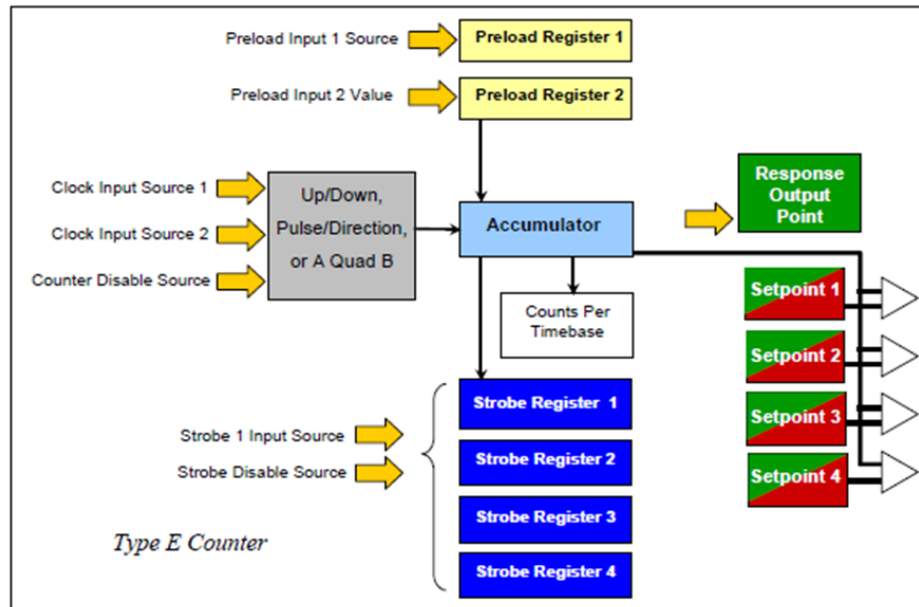 Preload Input 1 Source
Preload Register 1
Preload Input 2 Value
Preload Register 2
Clock Input Source 1
Clock Input Source 2
Counter Disable Source
Up/Down,
Pulse/Direction,
or A Quad B
Accumulator
Response
Output
Point
Counts Per
Timebase
Setpoint 1
Setpoint 2
Setpoint 3
Setpoint 4
Strobe 1 Input Source
Strobe Disable Source
Strobe Register 1
Strobe Register 2
Strobe Register 3
Strobe Register 4
Type E Counter